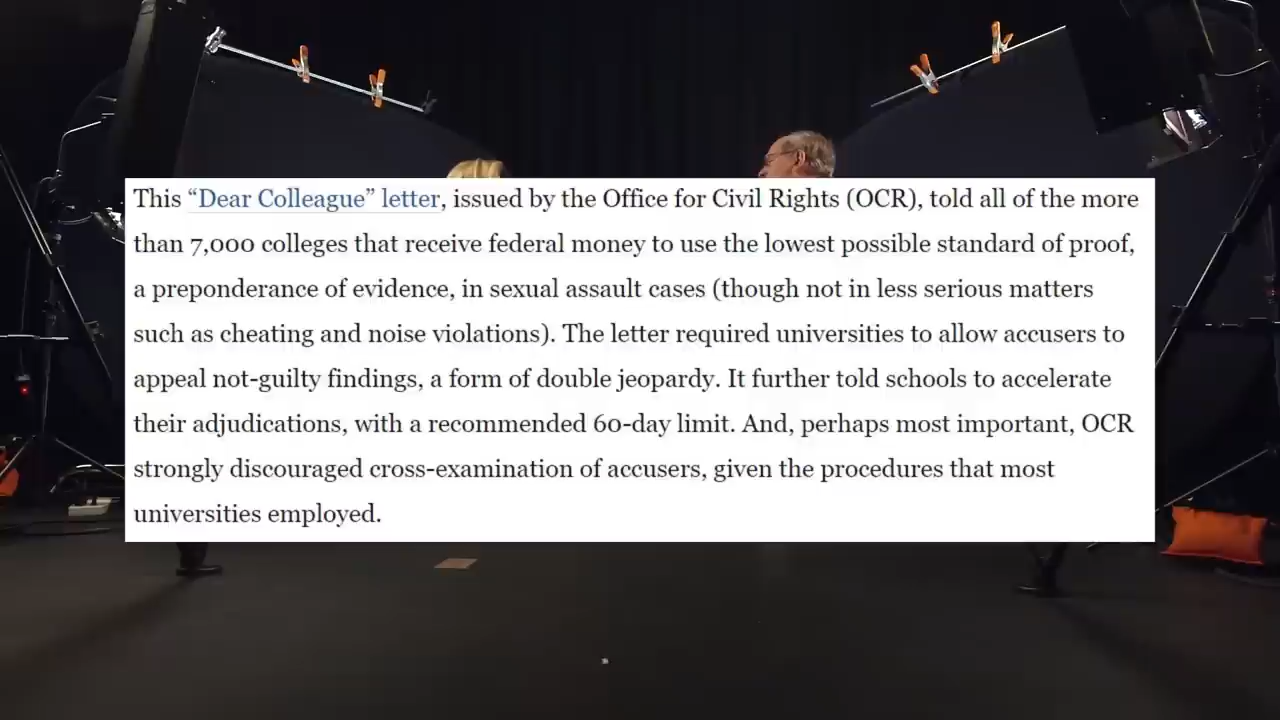 This “Dear Colleague” letter, issued by the Office for Civil Rights (OCR), told all of the more
than 7,000 colleges that receive federal money to use the lowest possible standard of proof,
a preponderance of evidence, in sexual assault cases (though not in less serious matters
such as cheating and noise violations). The letter required universities to allow accusers to
appeal not-guilty findings, a form of double jeopardy. It further told schools to accelerate
their adjudications, with a recommended 60-day limit. And, perhaps most important, OCR
strongly discouraged cross-examination of accusers, given the procedures that most
universities employed.